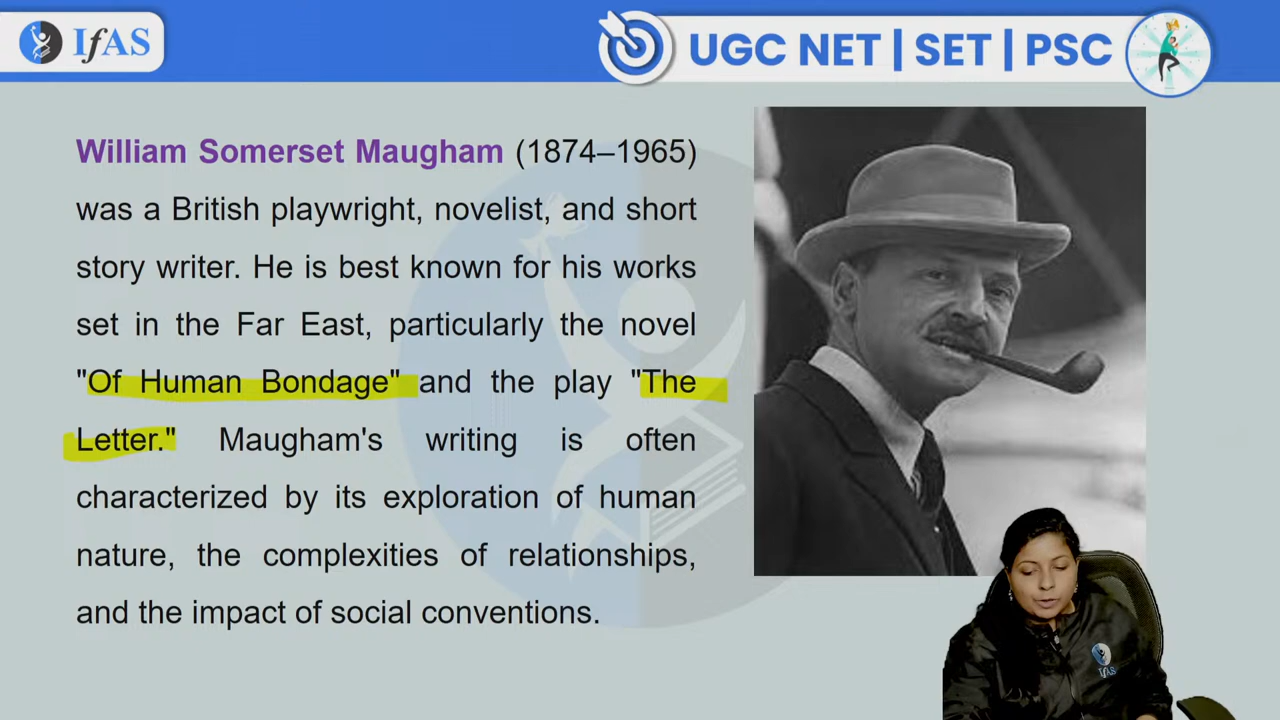 IfAS
UGC NET | SET | PSC
William Somerset Maugham (1874–1965)
was a British playwright, novelist, and short
story writer. He is best known for his works
set in the Far East, particularly the novel
"Of Human Bondage" and the play "The
Letter." Maugham's writing is often
characterized by its exploration of human
nature, the complexities of relationships,
and the impact of social conventions.
IfAS